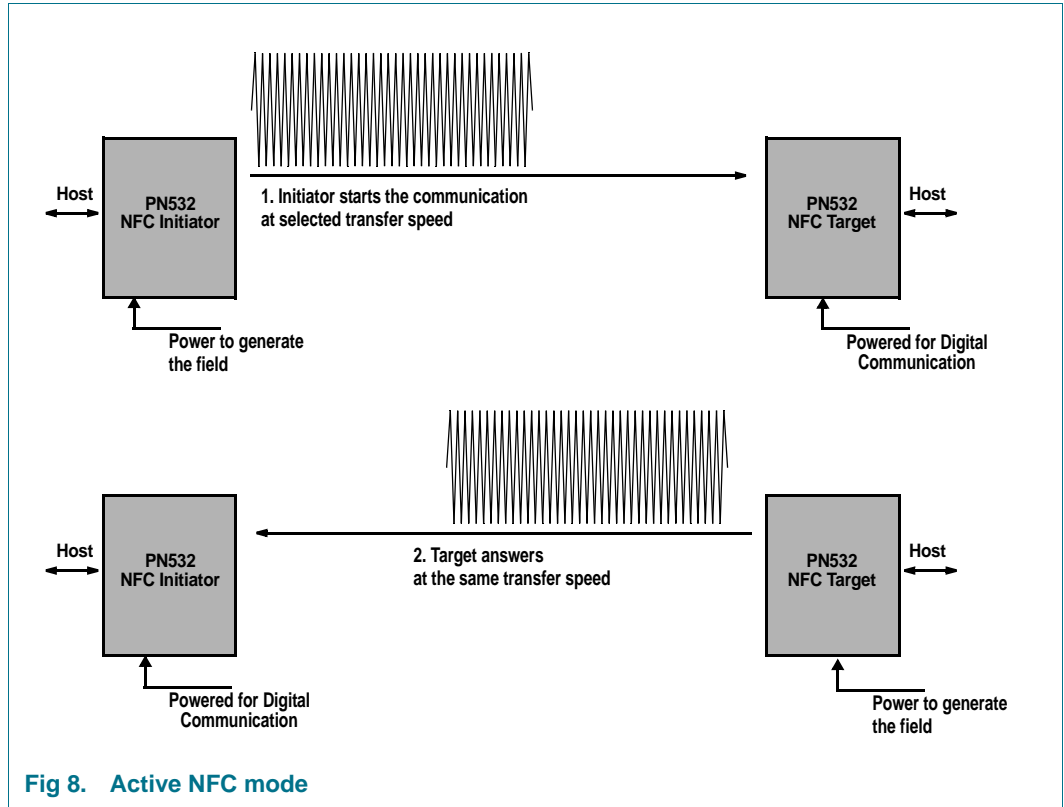 Host
PN532
NFC Initiator
1. Initiator starts the communication
at selected transfer speed
PN532
NFC Target
Host
Power to generate
the field
Powered for Digital
Communication
Host
PN532
NFC Initiator
2. Target answers
at the same transfer speed
PN532
NFC Target
Host
Powered for Digital
Communication
Power to generate
the field
Fig 8. Active NFC mode